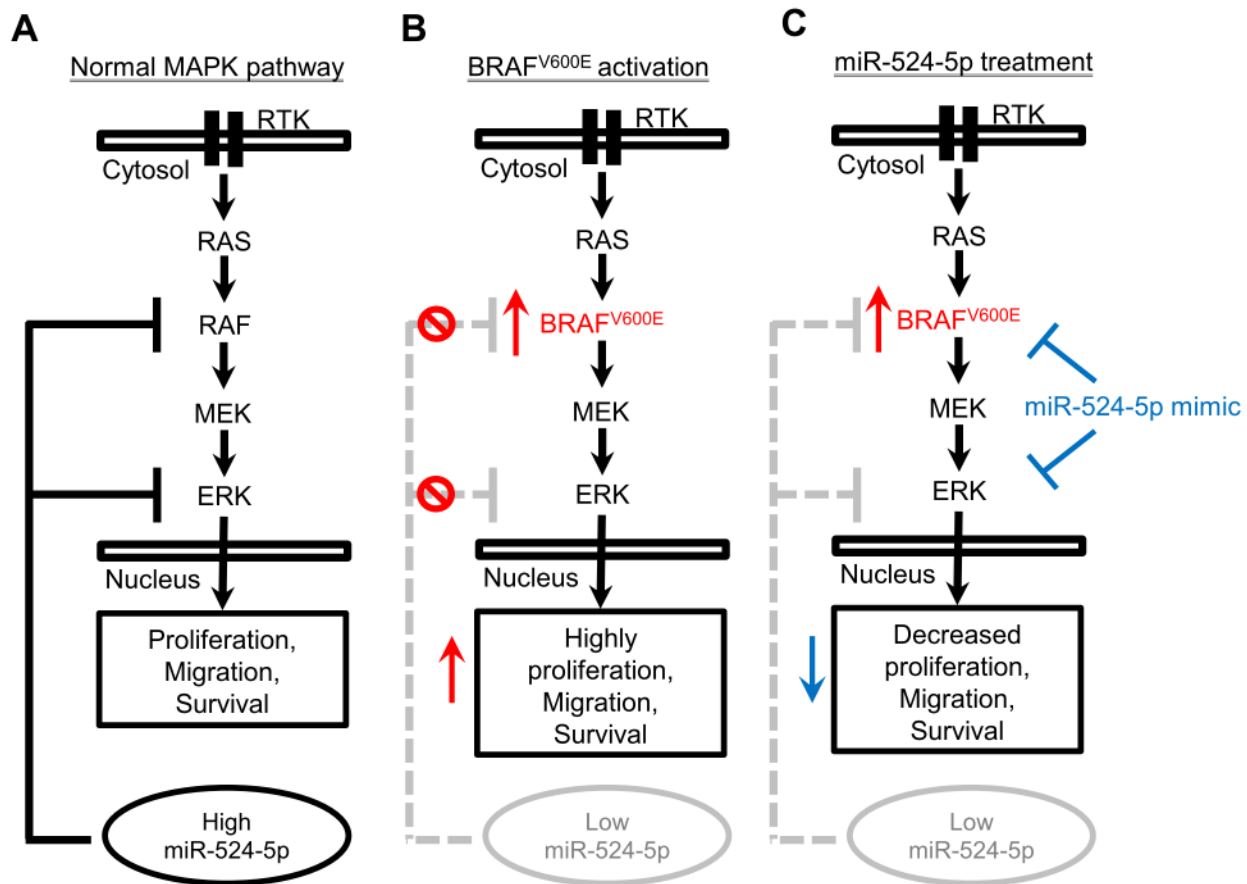 A
Normal MAPK pathway
RTK
Cytosol
RAS
RAF
MEK
ERK
Nucleus
Proliferation,
Migration,
Survival
High
miR-524-5p
B
BRAFV600E activation
RTK
Cytosol
RAS
BRAFV600E
MEK
ERK
Nucleus
Highly
proliferation,
Migration,
Survival
Low
miR-524-5p
C
miR-524-5p treatment
RTK
Cytosol
RAS
BRAFV600E
MEK
miR-524-5p mimic
ERK
Nucleus
Decreased
proliferation,
Migration,
Survival
Low
miR-524-5p